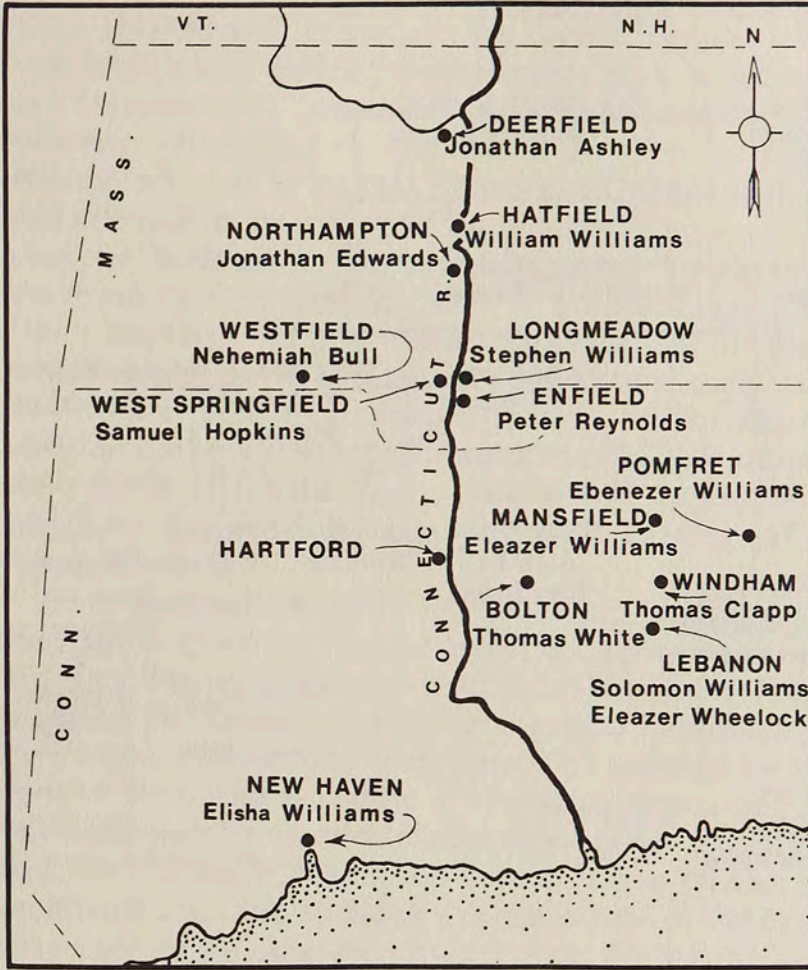 VT.
N.H.
N
MASS.
DEERFIELD
Jonathan Ashley
HATFIELD
William Williams
NORTHAMPTON
Jonathan Edwards
WESTFIELD
Nehemiah Bull
LONGMEADOW
Stephen Williams
WEST SPRINGFIELD
Samuel Hopkins
ENFIELD
Peter Reynolds
POMFRET
Ebenezer Williams
MANSFIELD
Eleazer Williams
HARTFORD
CONNECTICUT R.
WINDHAM
Thomas Clapp
BOLTON
Thomas White
LEBANON
Solomon Williams
Eleazer Wheelock
CONN.
NEW HAVEN
Elisha Williams